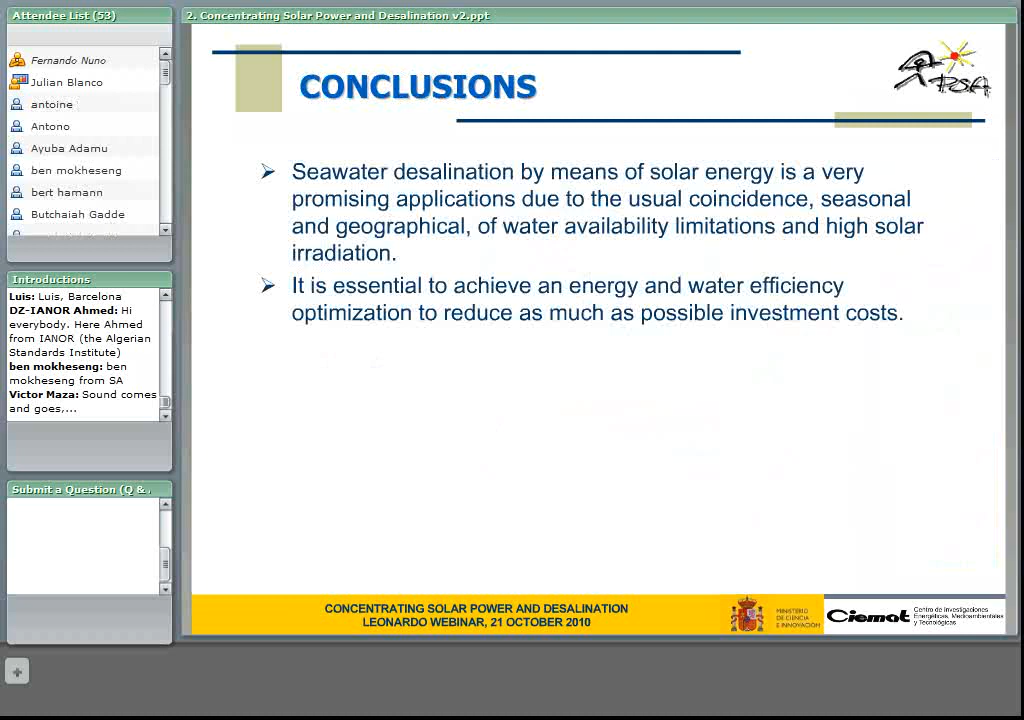 Attendee List (53)
Fernando Nuno
Julian Blanco
antoine
Antono
Ayuba Adamu
ben mokheseng
bert hamann
Butchaiah Gadde
Introductions
Luis: Luis, Barcelona
DZ-IANOR Ahmed: Hi
everybody. Here Ahmed
from IANOR (the Algerian
Standards Institute)
ben mokheseng: ben
mokheseng from SA
Victor Maza: Sound comes
and goes,...
Submit a Question (Q &
2. Concentrating Solar Power and Desalination v2.ppt
CONCLUSIONS
PSA
Seawater desalination by means of solar energy is a very
promising applications due to the usual coincidence, seasonal
and geographical, of water availability limitations and high solar
irradiation.
It is essential to achieve an energy and water efficiency
optimization to reduce as much as possible investment costs.
CONCENTRATING SOLAR POWER AND DESALINATION
LEONARDO WEBINAR, 21 OCTOBER 2010
MINISTERIO
DE CIENCIA
E INNOVACIÓN
Ciemat
Centro de Investigaciones
Energéticas, Medioambientales
y Tecnológicas